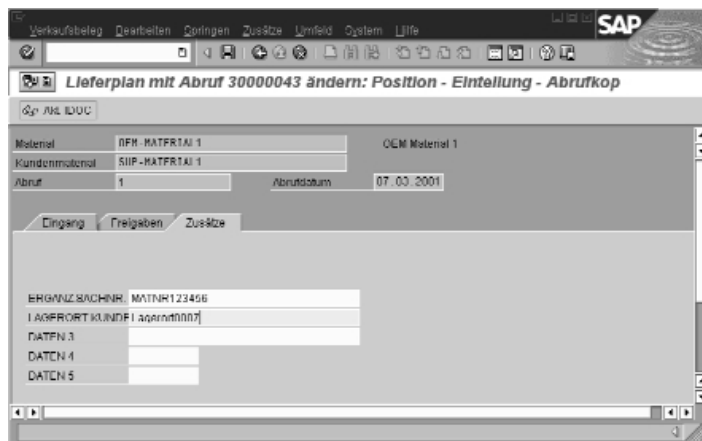 Verkaufsbeleg Bearbeiten Springen Zusätze Umfeld System Hilfe
SAP
Lieferplan mit Abruf 30000043 ändern: Position - Einteilung - Abrufkop
IDOC
Material OEM-MATERIAL1 OEM Material 1
Kundenmaterial SUP-MATERIAL1
Abruf 1 Abrufdatum 07.03.2001
Eingang Freigaben Zusätze
ERGANZ.SACHNR. MATNR123456
LAGERORT KUNDE Lagerort0007
DATEN 3
DATEN 4
DATEN 5